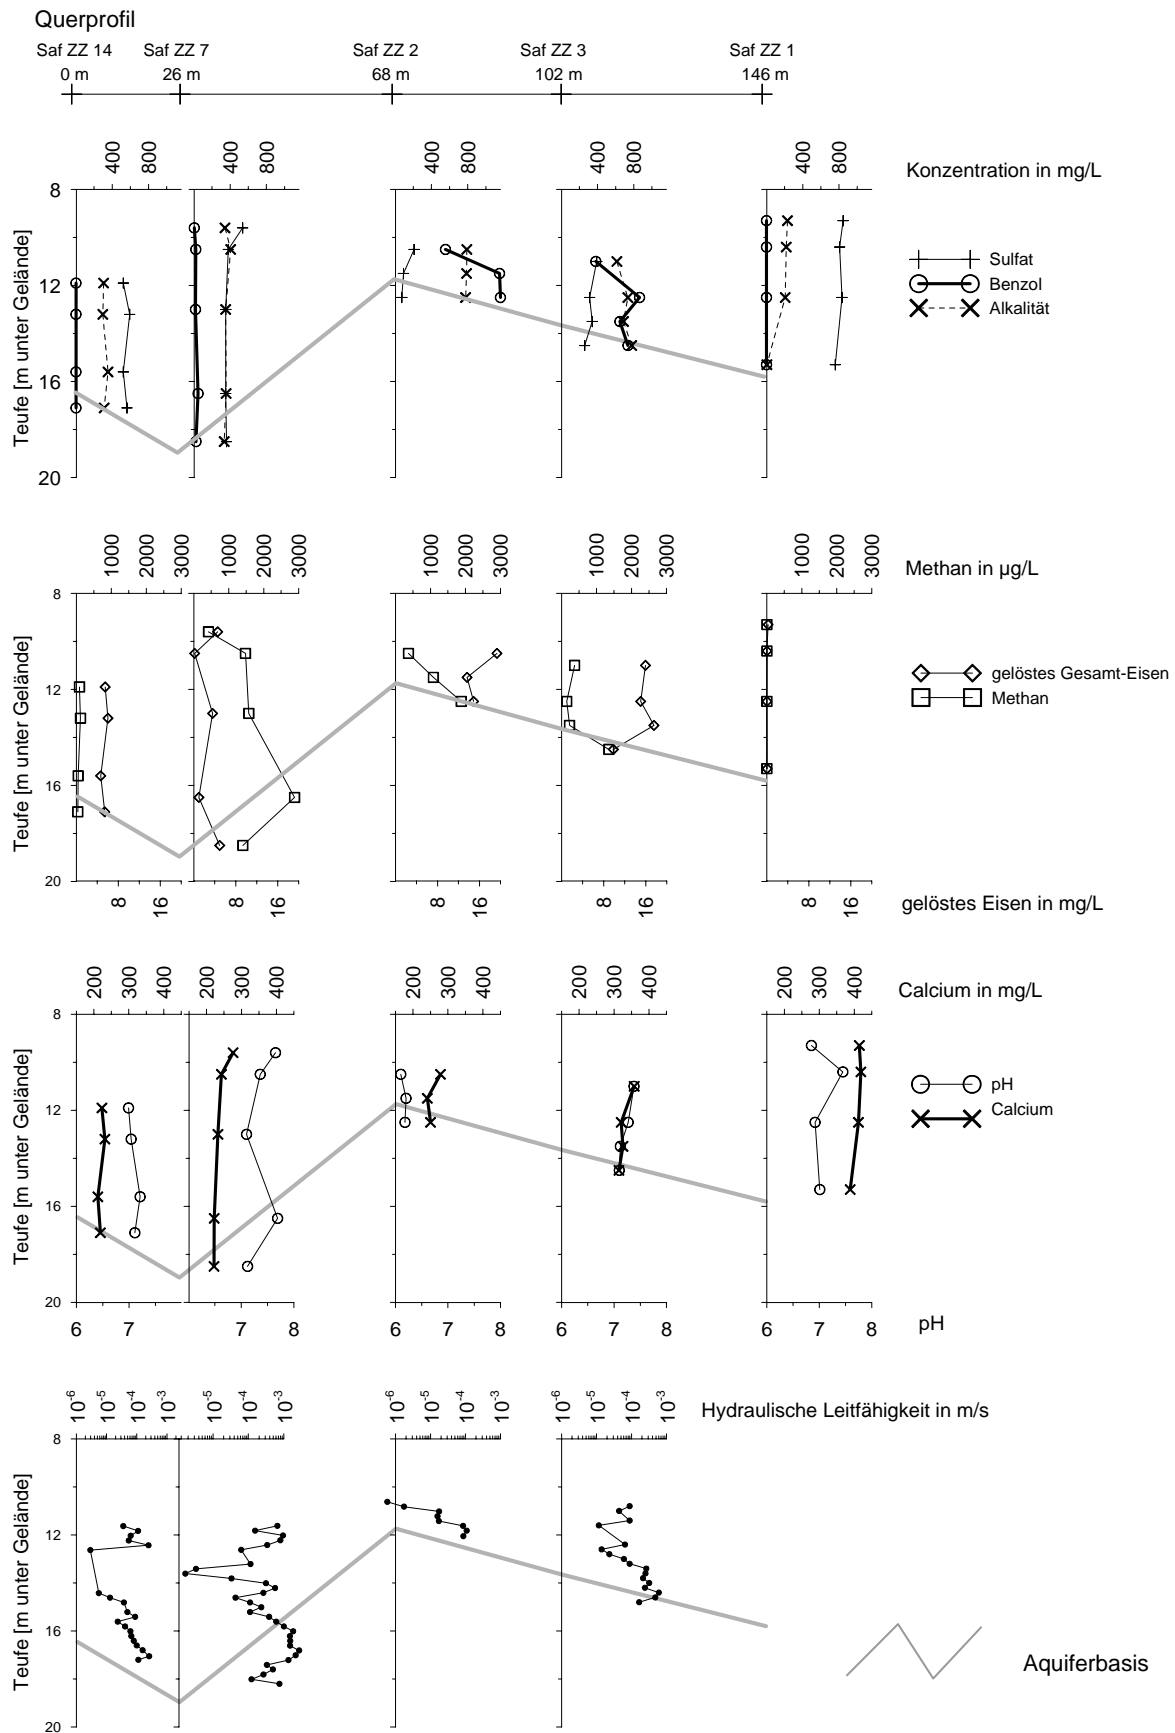 Querprofil
Saf ZZ 14 Saf ZZ 7 Saf ZZ 2 Saf ZZ 3 Saf ZZ 1
0 m 26 m 68 m 102 m 146 m
400 800 400 800 400 800 400 800 400 800
Konzentration in mg/L
8
12
16
20
Teufe [m unter Gelände]
Sulfat
Benzol
Alkalität
1000 2000 3000 1000 2000 3000 1000 2000 3000 1000 2000 3000 1000 2000 3000
Methan in µg/L
8
12
16
20
Teufe [m unter Gelände]
gelöstes Gesamt-Eisen
Methan
8 16 8 16 8 16 8 16 8 16
gelöstes Eisen in mg/L
200 300 400 200 300 400 200 300 400 200 300 400 200 300 400
Calcium in mg/L
8
12
16
20
Teufe [m unter Gelände]
pH
Calcium
6 7 7 8 6 7 8 6 7 8 6 7 8
pH
10⁻⁶ 10⁻⁵ 10⁻⁴ 10⁻³ 10⁻⁵ 10⁻⁴ 10⁻³ 10⁻⁶ 10⁻⁵ 10⁻⁴ 10⁻³ 10⁻⁶ 10⁻⁵ 10⁻⁴ 10⁻³
Hydraulische Leitfähigkeit in m/s
8
12
16
20
Teufe [m unter Gelände]
Aquiferbasis